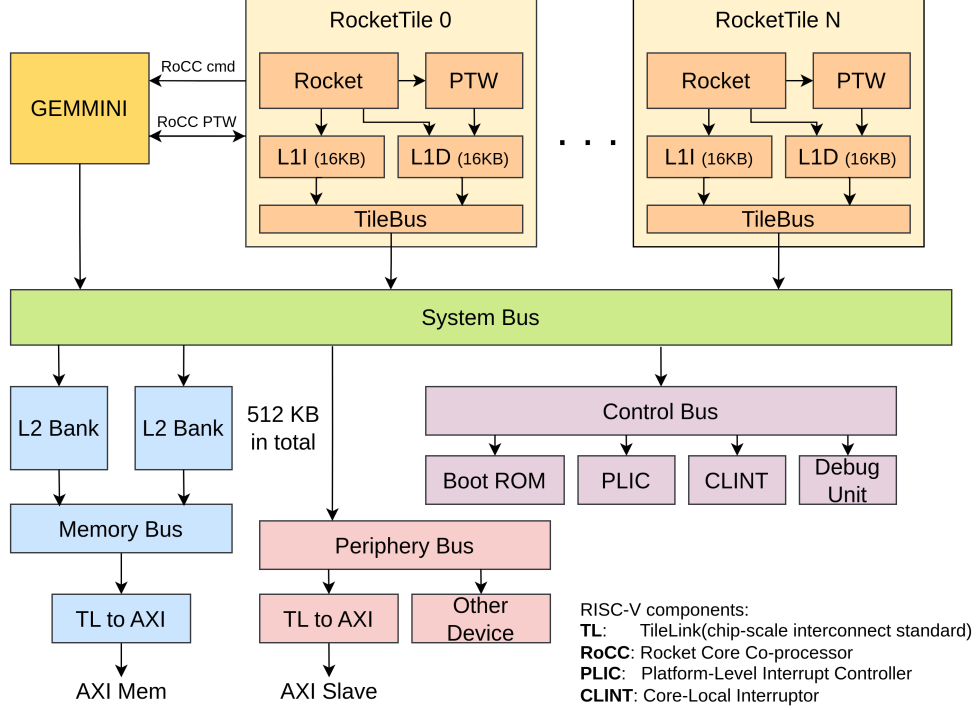 RocketTile 0
RocketTile N
GEMMINI
RoCC cmd
RoCC PTW
Rocket
PTW
L1I (16KB)
L1D (16KB)
TileBus
. . .
Rocket
PTW
L1I (16KB)
L1D (16KB)
TileBus
System Bus
L2 Bank
L2 Bank
512 KB
in total
Memory Bus
TL to AXI
AXI Mem
Periphery Bus
TL to AXI
Other
Device
AXI Slave
Control Bus
Boot ROM
PLIC
CLINT
Debug
Unit
RISC-V components:
TL: TileLink(chip-scale interconnect standard)
RoCC: Rocket Core Co-processor
PLIC: Platform-Level Interrupt Controller
CLINT: Core-Local Interruptor